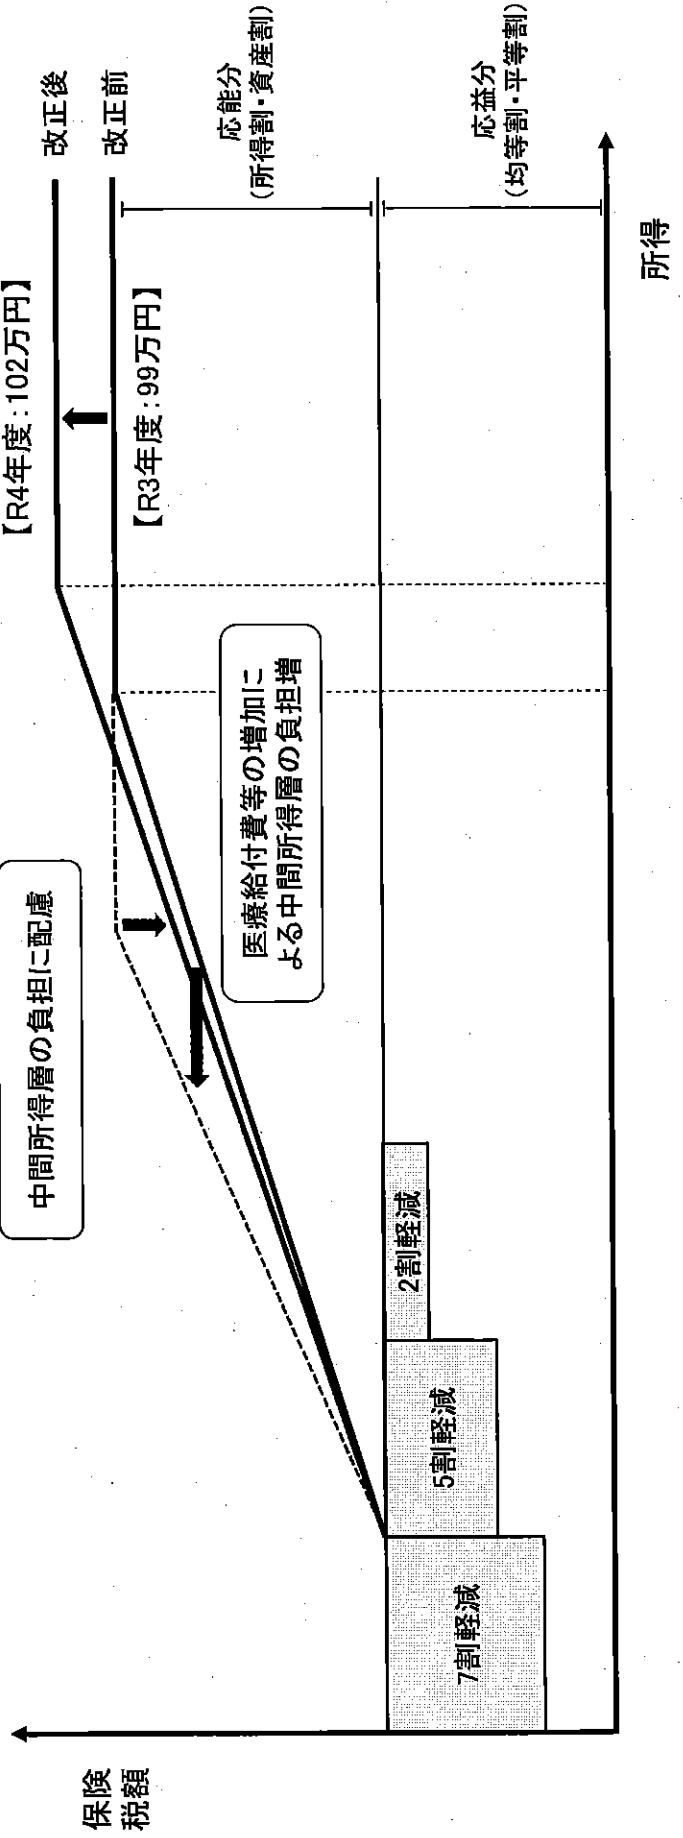 保険
税額
中間所得層の負担に配慮
【R4年度：102万円】
改正後
改正前
【R3年度：99万円】
医療給付費等の増加に
よる中間所得層の負担増
応能分
（所得割・資産割）
7割軽減
5割軽減
2割軽減
応益分
（均等割・平等割）
所得